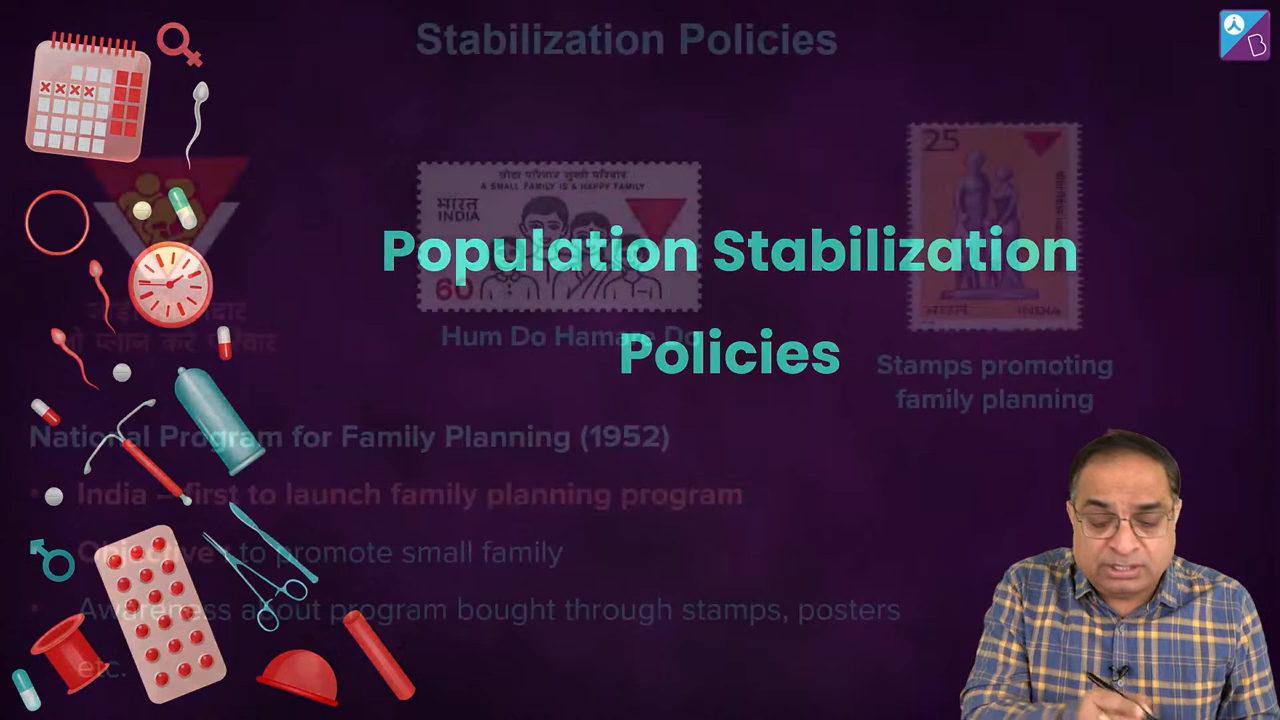 Stabilization Policies
छोटा परिवार सुखी परिवार
A SMALL FAMILY IS A HAPPY FAMILY
भारत
INDIA
60
25
INDIA
Population Stabilization
Policies
Hum Do Hamare Do
Stamps promoting
family planning
प्लान करे परिवार
National Program for Family Planning (1952)
India – first to launch family planning program
Objective : to promote small family
Awareness about program bought through stamps, posters
etc.
B